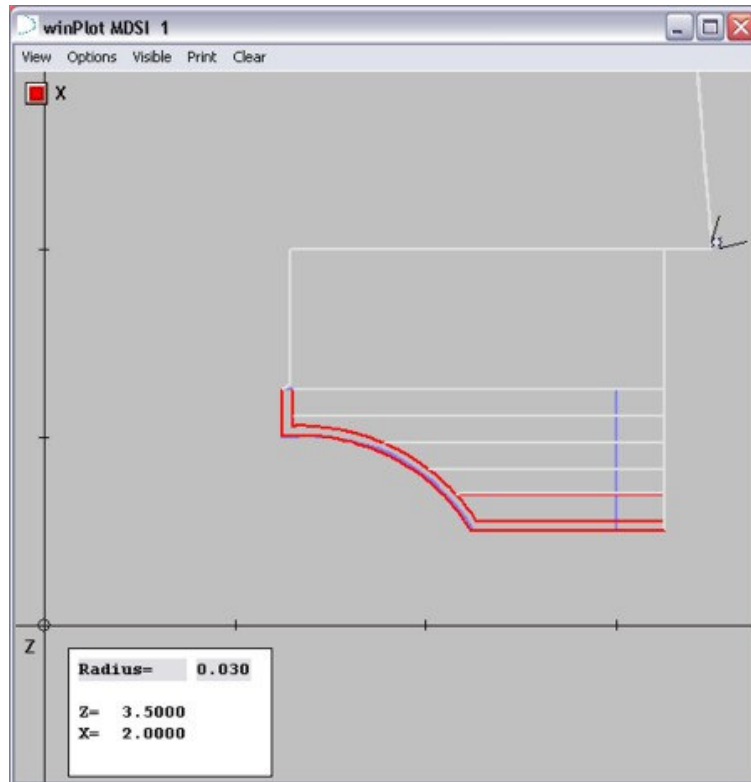 winPlot MDSI 1
View Options Visible Print Clear
X
Z
Radius= 0.030
Z= 3.5000
X= 2.0000